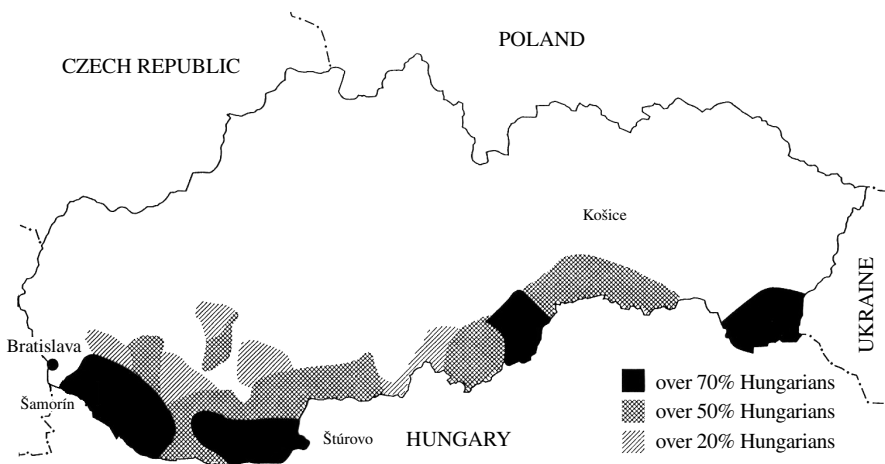 POLAND
CZECH REPUBLIC
Košice
UKRAINE
Bratislava
Šamorín
Štúrovo
HUNGARY
over 70% Hungarians
over 50% Hungarians
over 20% Hungarians